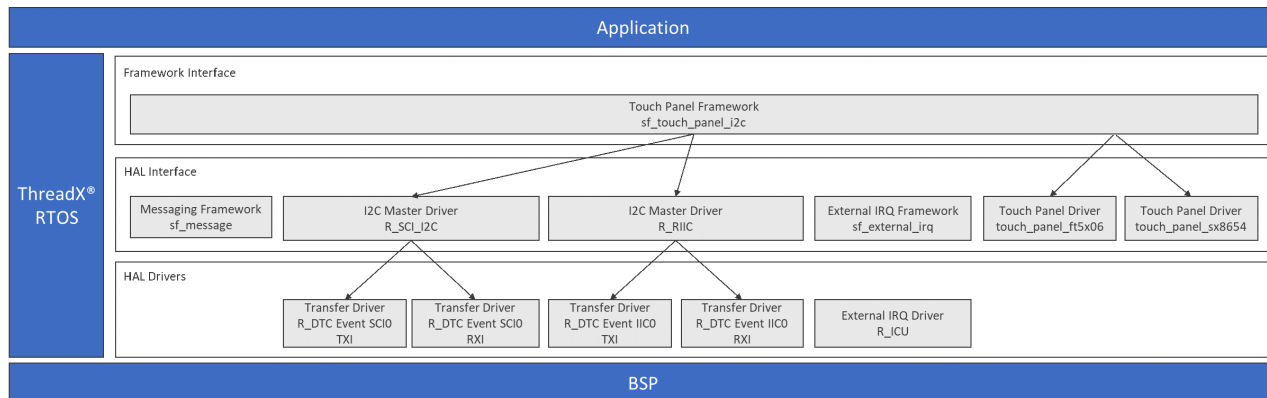 Application
ThreadX®
RTOS
Framework Interface
Touch Panel Framework
sf_touch_panel_i2c
HAL Interface
Messaging Framework
sf_message
I2C Master Driver
R_SCI_I2C
I2C Master Driver
R_RIIC
External IRQ Framework
sf_external_irq
Touch Panel Driver
touch_panel_ft5x06
Touch Panel Driver
touch_panel_sx8654
HAL Drivers
Transfer Driver
R_DTC Event SCI0
TXI
Transfer Driver
R_DTC Event SCI0
RXI
Transfer Driver
R_DTC Event IIC0
TXI
Transfer Driver
R_DTC Event IIC0
RXI
External IRQ Driver
R_ICU
BSP